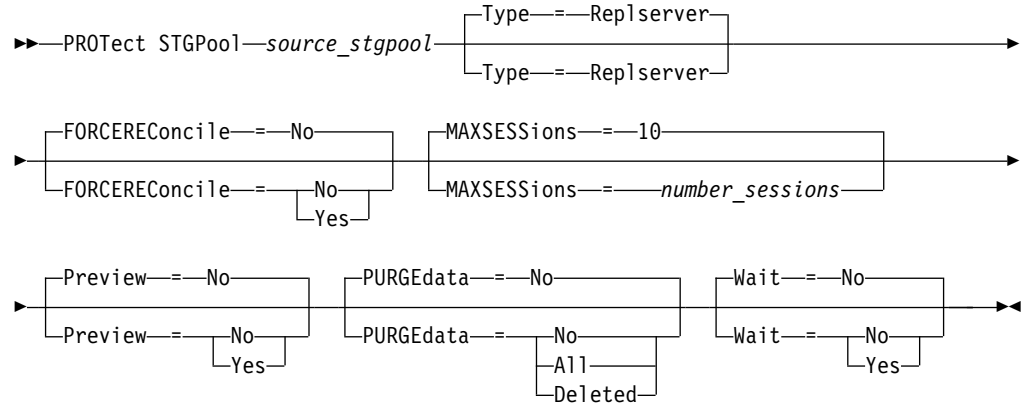 Type = Replserver
PROTect STGPool source_stgpool
Type = Replserver
FORCEREConcile = No MAXSESSions = 10
FORCEREConcile = No MAXSESSions = number_sessions
Yes
Preview = No PURGEdata = No Wait = No
Preview = No PURGEdata = No Wait = No
Yes All Yes
Deleted